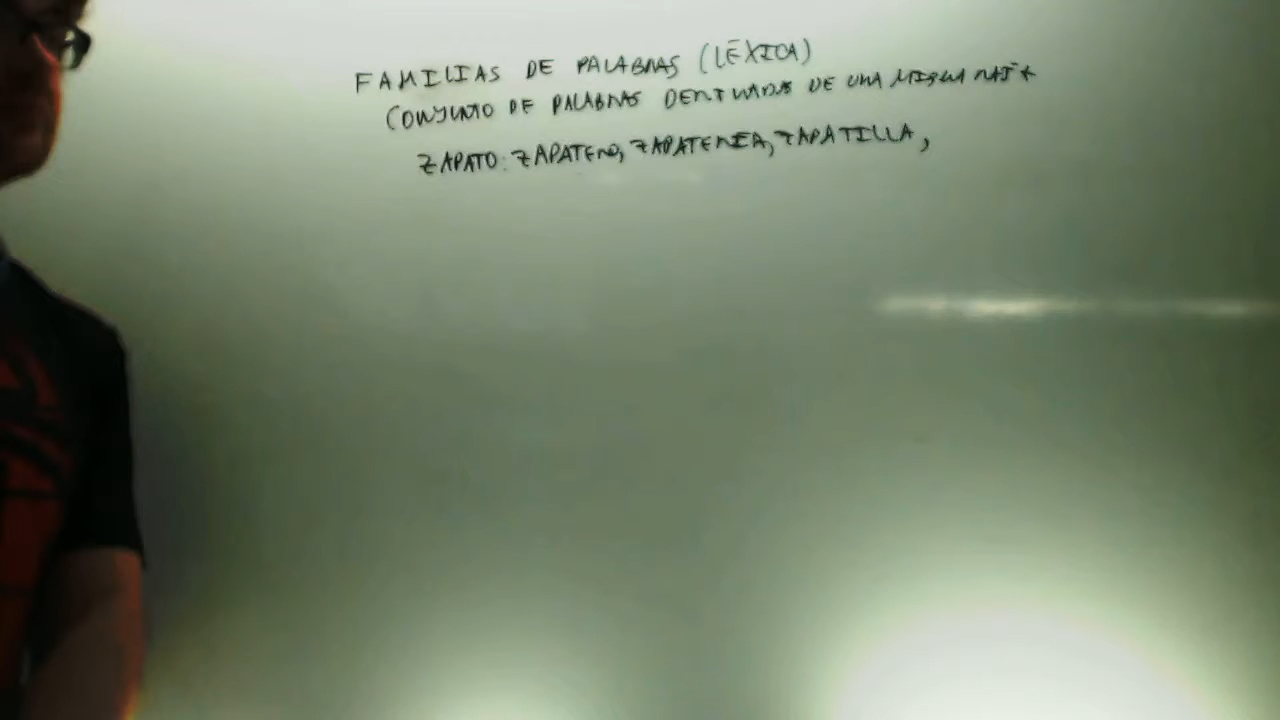 FAMILIAS DE PALABRAS (LÉXICA)
CONJUNTO DE PALABRAS DERIVADAS DE UNA MISMA RAÍZ
ZAPATO: ZAPATERO, ZAPATERÍA, ZAPATILLA,